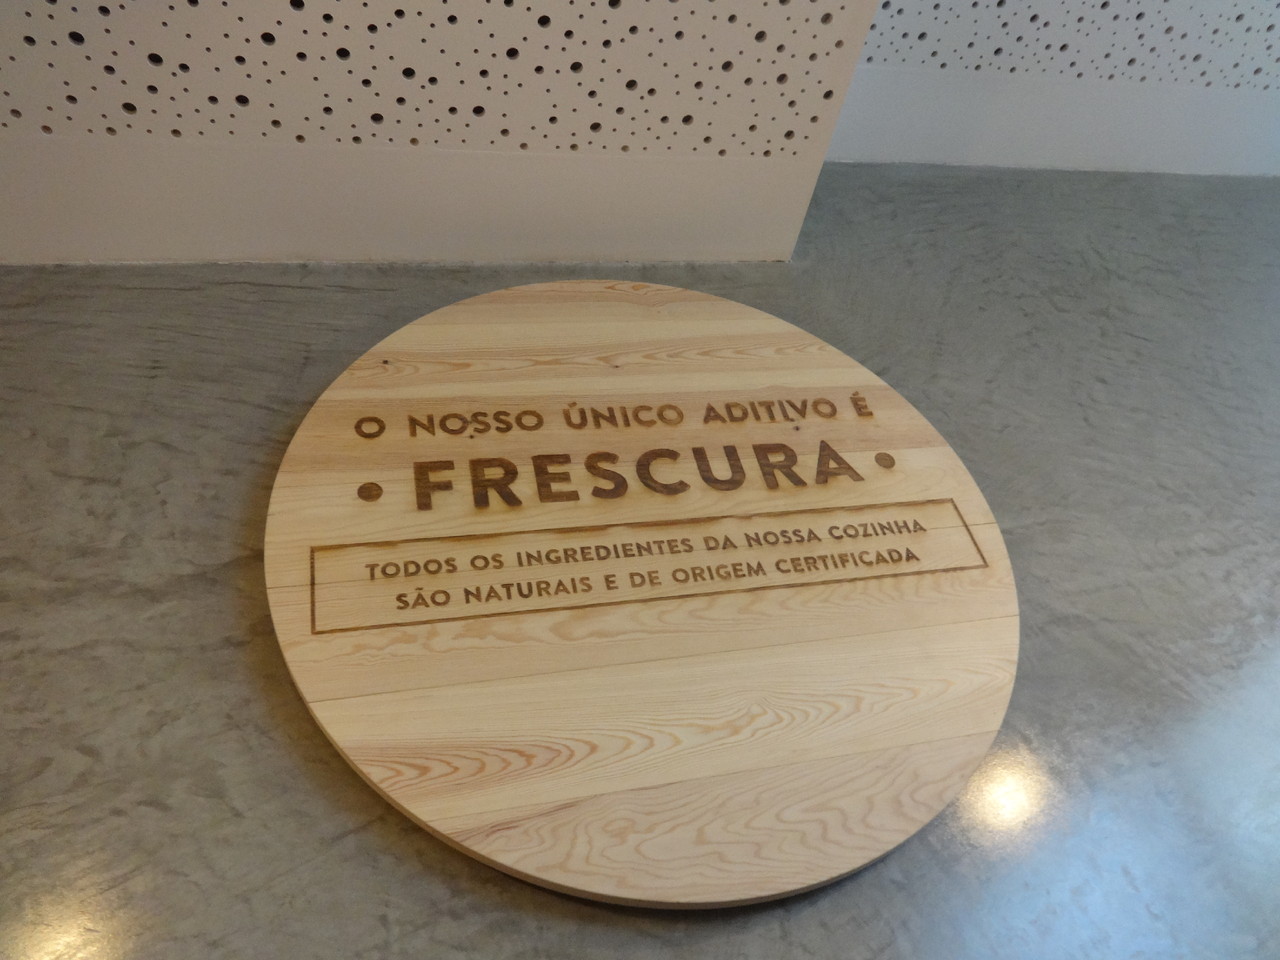 O NOSSO ÚNICO ADITIVO É
• FRESCURA •
TODOS OS INGREDIENTES DA NOSSA COZINHA
SÃO NATURAIS E DE ORIGEM CERTIFICADA